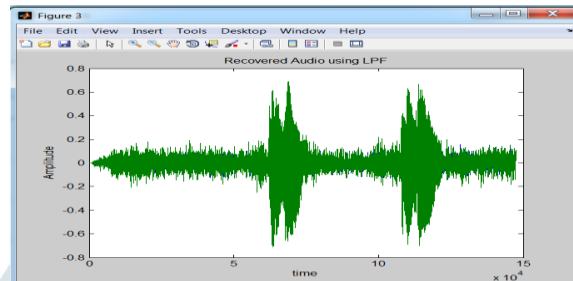 Figure 3
File Edit View Insert Tools Desktop Window Help
Recovered Audio using LPF
0.8
0.6
0.4
0.2
0
-0.2
-0.4
-0.6
-0.8
Amplitude
0 5 10 15
time
x 10^4